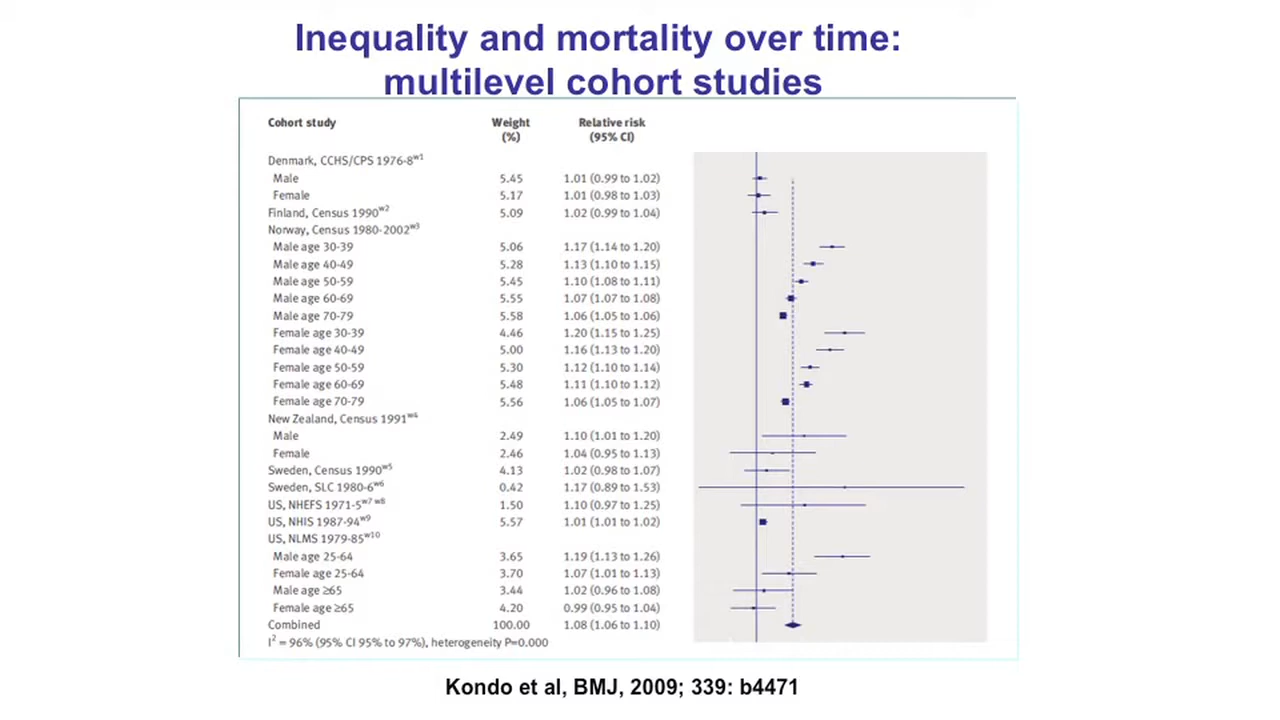 Inequality and mortality over time:
multilevel cohort studies
Cohort study Weight Relative risk
(%) (95% CI)
Denmark, CCHS/CPS 1976-8w1
Male 5.45 1.01 (0.99 to 1.02)
Female 5.17 1.01 (0.98 to 1.03)
Finland, Census 1990w2 5.09 1.02 (0.99 to 1.04)
Norway, Census 1980-2002w3
Male age 30-39 5.06 1.17 (1.14 to 1.20)
Male age 40-49 5.28 1.13 (1.10 to 1.15)
Male age 50-59 5.45 1.10 (1.08 to 1.11)
Male age 60-69 5.55 1.07 (1.07 to 1.08)
Male age 70-79 5.58 1.06 (1.05 to 1.06)
Female age 30-39 4.46 1.20 (1.15 to 1.25)
Female age 40-49 5.00 1.16 (1.13 to 1.20)
Female age 50-59 5.30 1.12 (1.10 to 1.14)
Female age 60-69 5.48 1.11 (1.10 to 1.12)
Female age 70-79 5.56 1.06 (1.05 to 1.07)
New Zealand, Census 1991w4
Male 2.49 1.10 (1.01 to 1.20)
Female 2.46 1.04 (0.95 to 1.13)
Sweden, Census 1990w5 4.13 1.02 (0.98 to 1.07)
Sweden, SLC 1980-6w6 0.42 1.17 (0.89 to 1.53)
US, NHEFS 1971-5w7 w8 1.50 1.10 (0.97 to 1.25)
US, NHIS 1987-94w9 5.57 1.01 (1.01 to 1.02)
US, NLMS 1979-85w10
Male age 25-64 3.65 1.19 (1.13 to 1.26)
Female age 25-64 3.70 1.07 (1.01 to 1.13)
Male age ≥65 3.44 1.02 (0.96 to 1.08)
Female age ≥65 4.20 0.99 (0.95 to 1.04)
Combined 100.00 1.08 (1.06 to 1.10)
I2 = 96% (95% CI 95% to 97%), heterogeneity P=0.000
Kondo et al, BMJ, 2009; 339: b4471